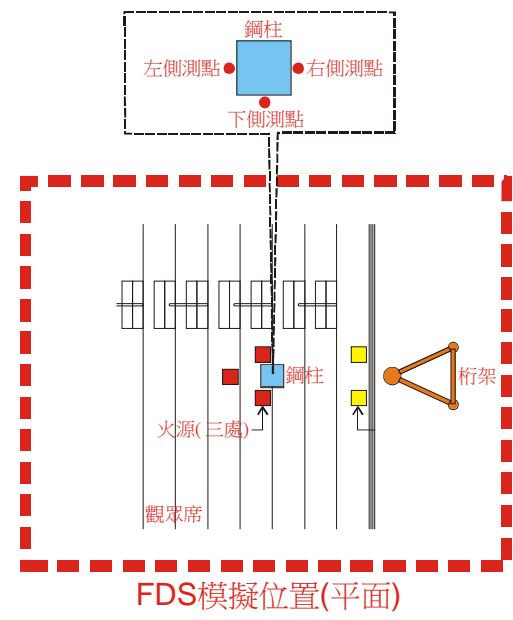 鋼柱
左側測點
右側測點
下側測點
鋼柱
桁架
火源(三處)
觀眾席
FDS模擬位置(平面)